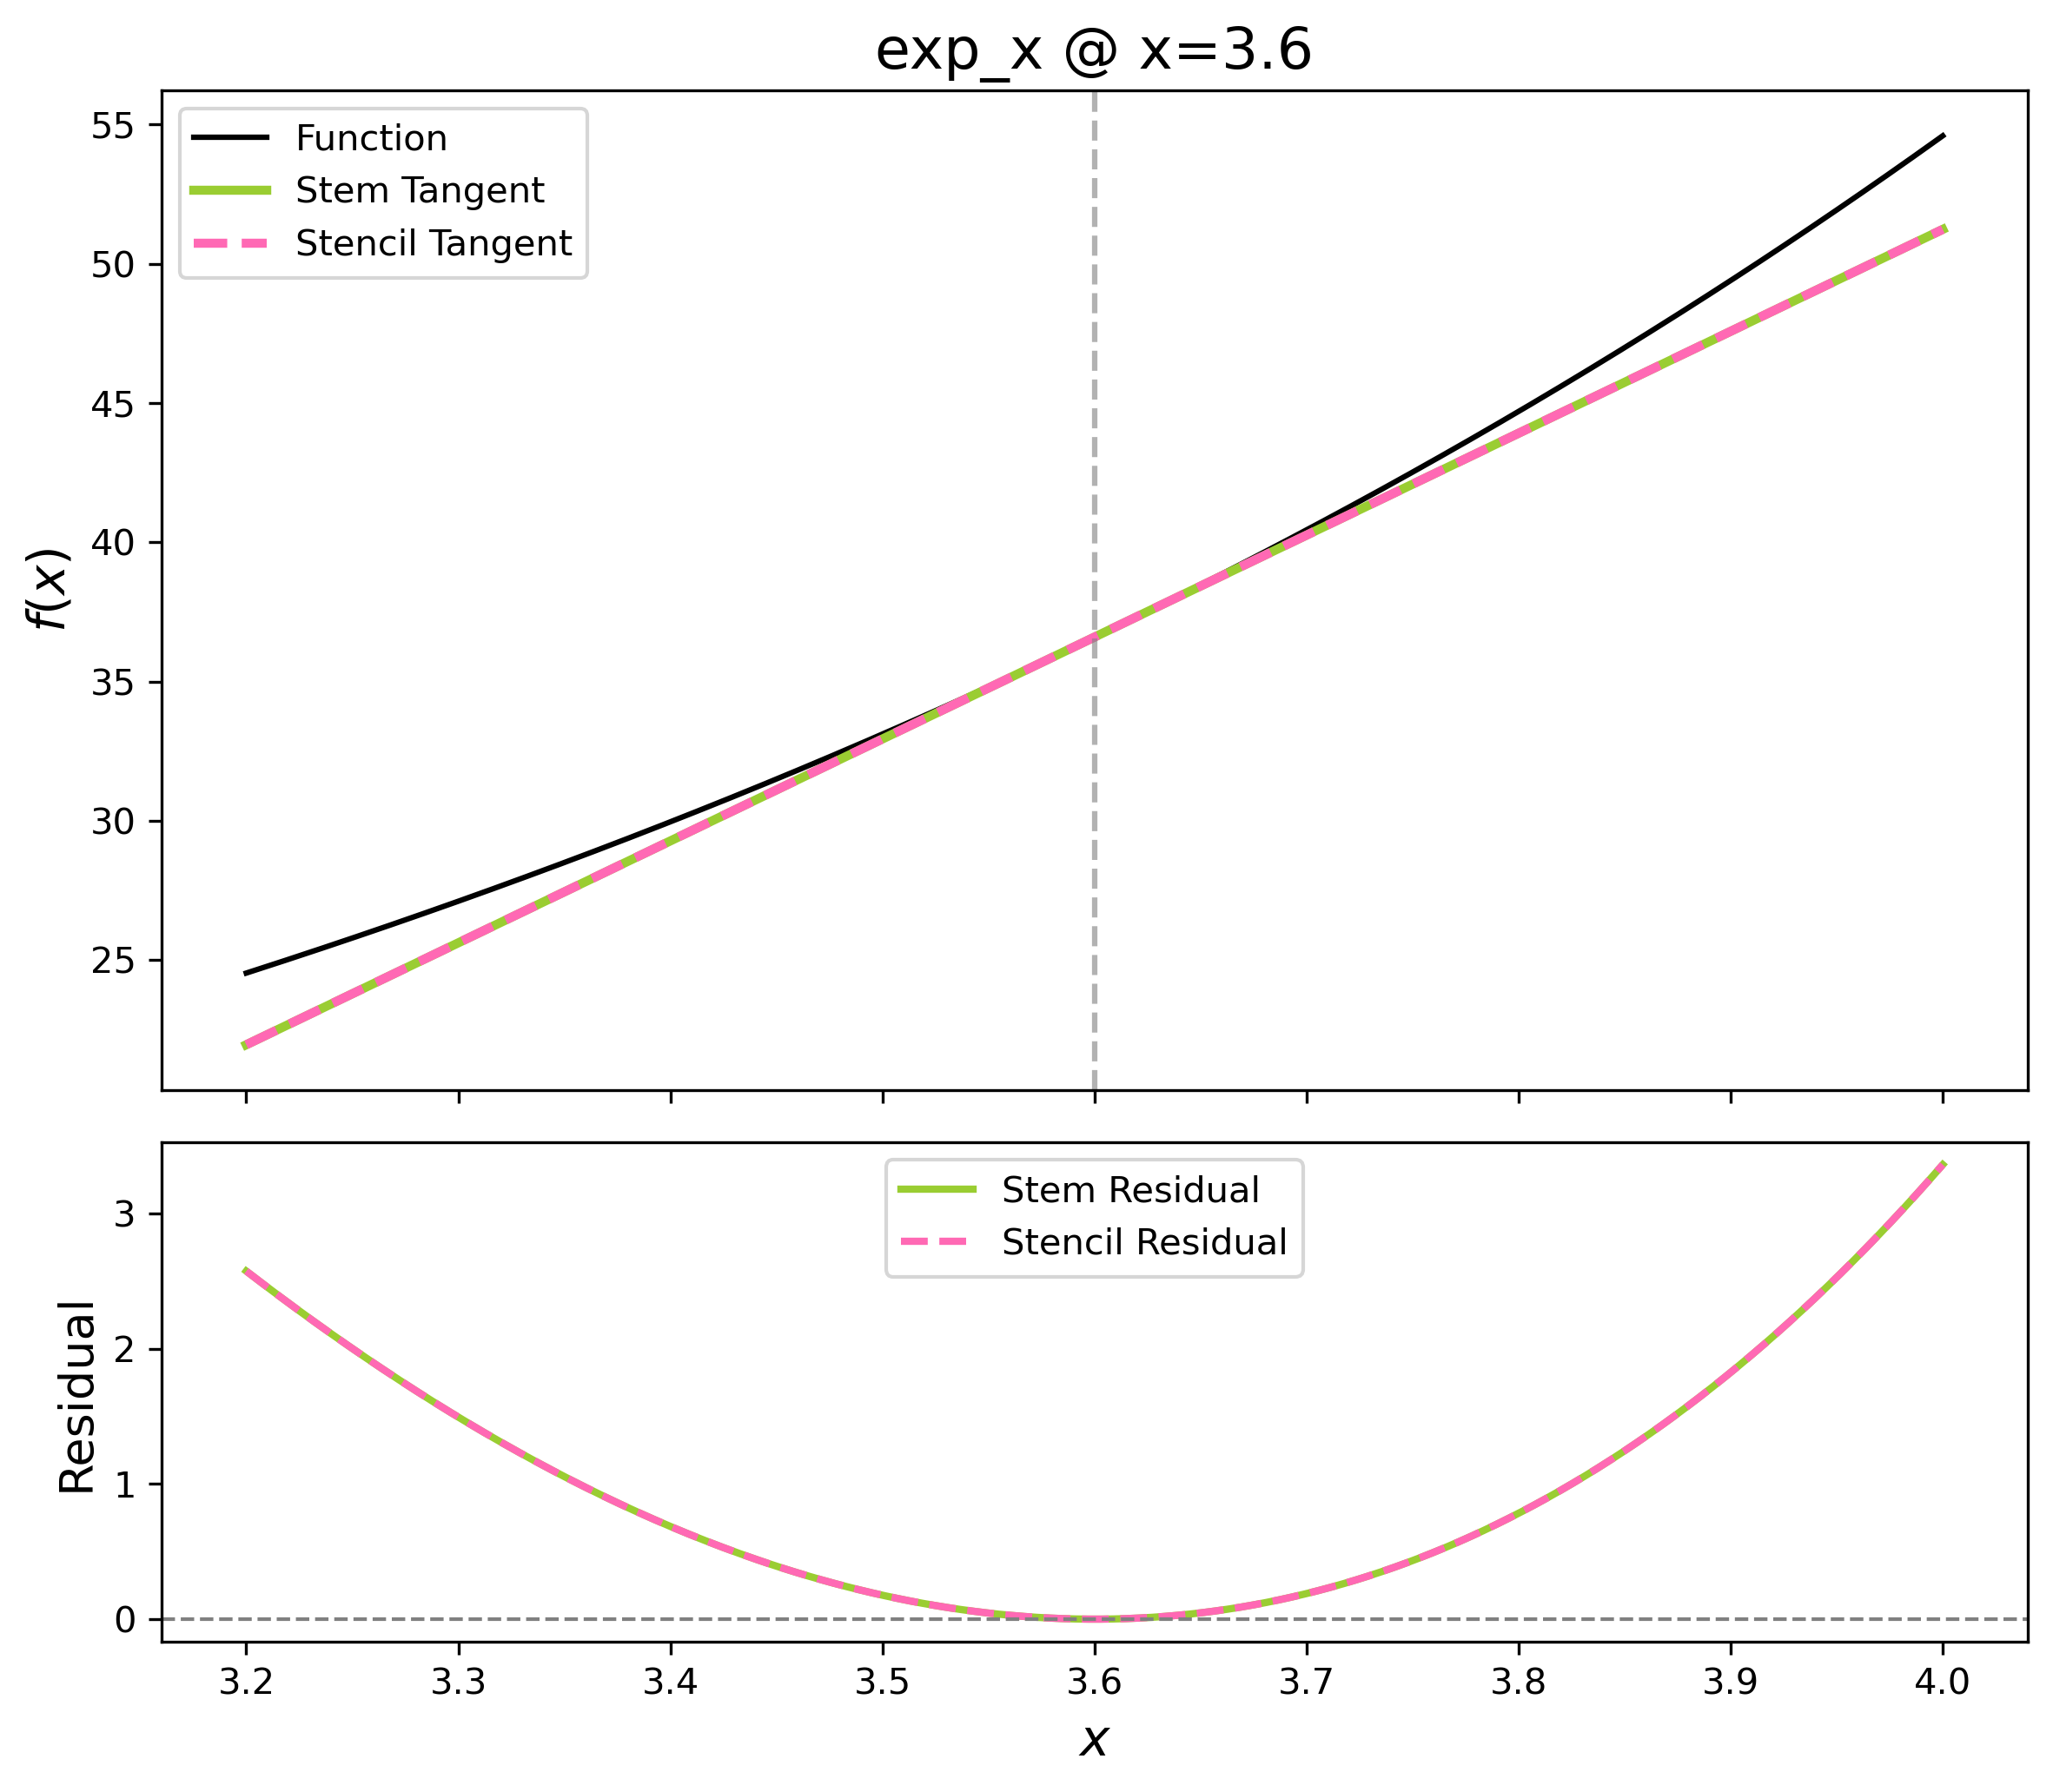 exp_x @ x=3.6
55
50
45
40
35
30
25
f(x)
Function
Stem Tangent
Stencil Tangent
3
2
1
0
Residual
Stem Residual
Stencil Residual
3.2 3.3 3.4 3.5 3.6 3.7 3.8 3.9 4.0
x